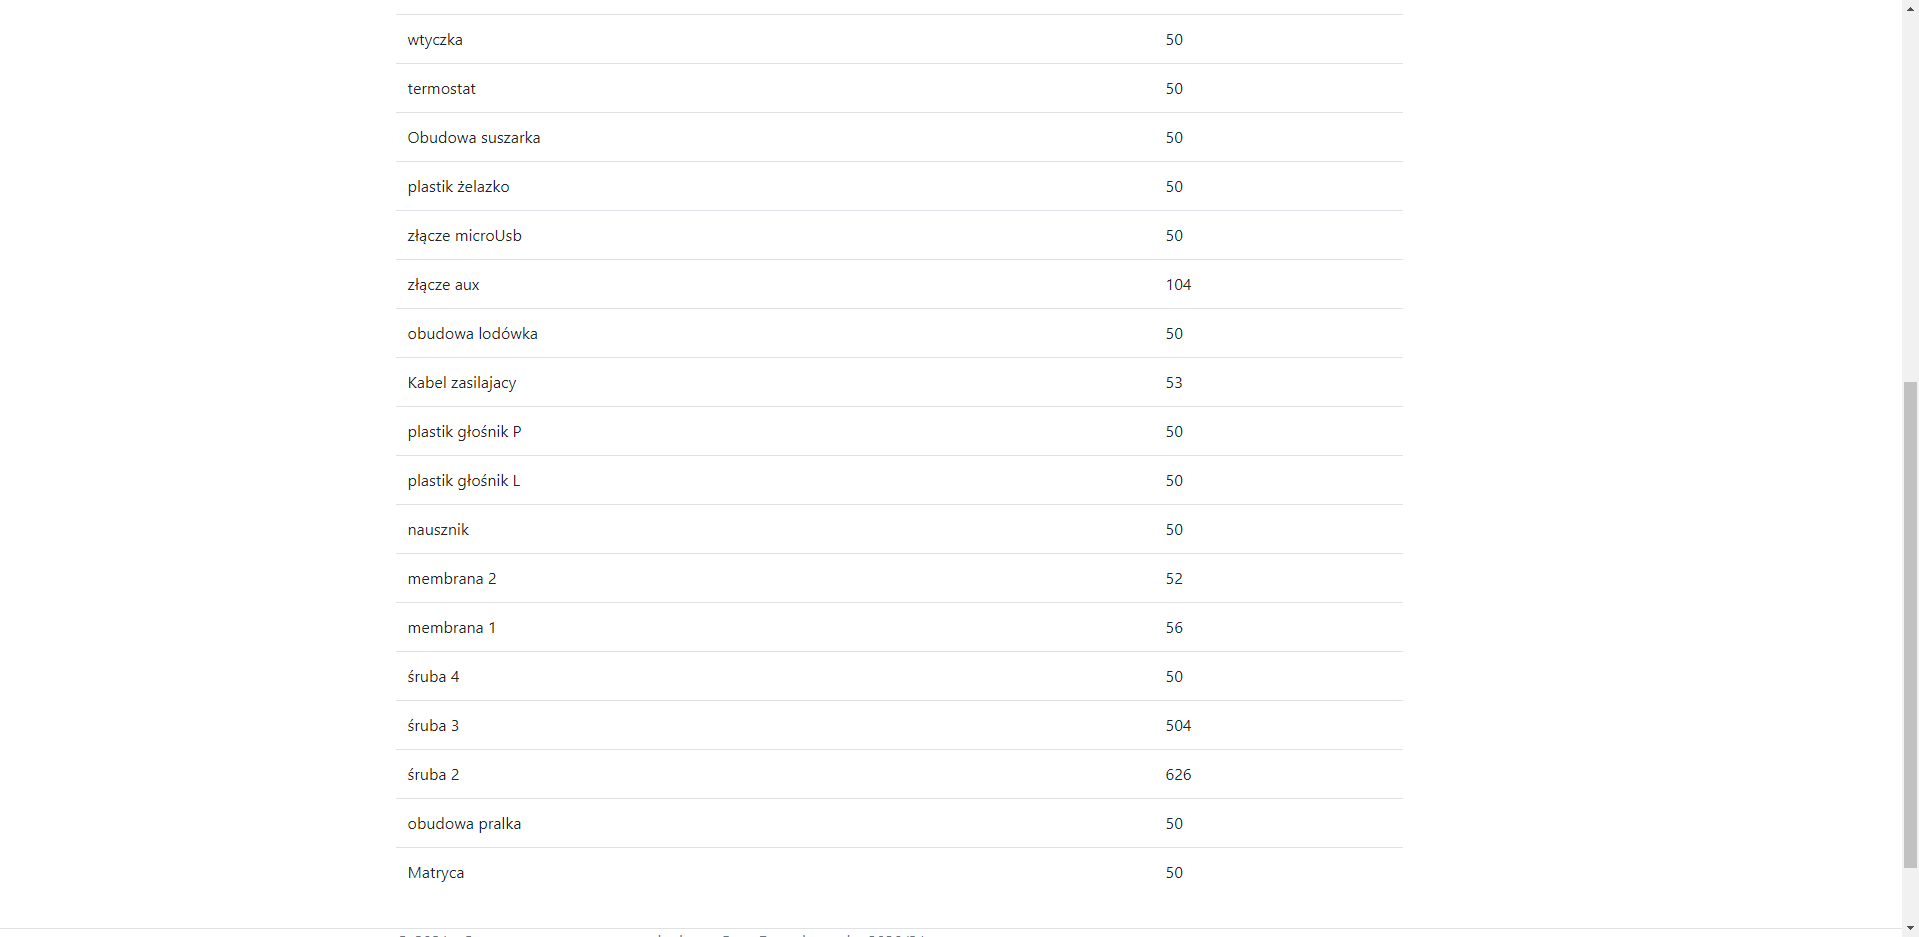 wtyczka 50
termostat 50
Obudowa suszarka 50
plastik żelazko 50
złącze microUsb 50
złącze aux 104
obudowa lodówka 50
Kabel zasilajacy 53
plastik głośnik P 50
plastik głośnik L 50
nausznik 50
membrana 2 52
membrana 1 56
śruba 4 50
śruba 3 504
śruba 2 626
obudowa pralka 50
Matryca 50